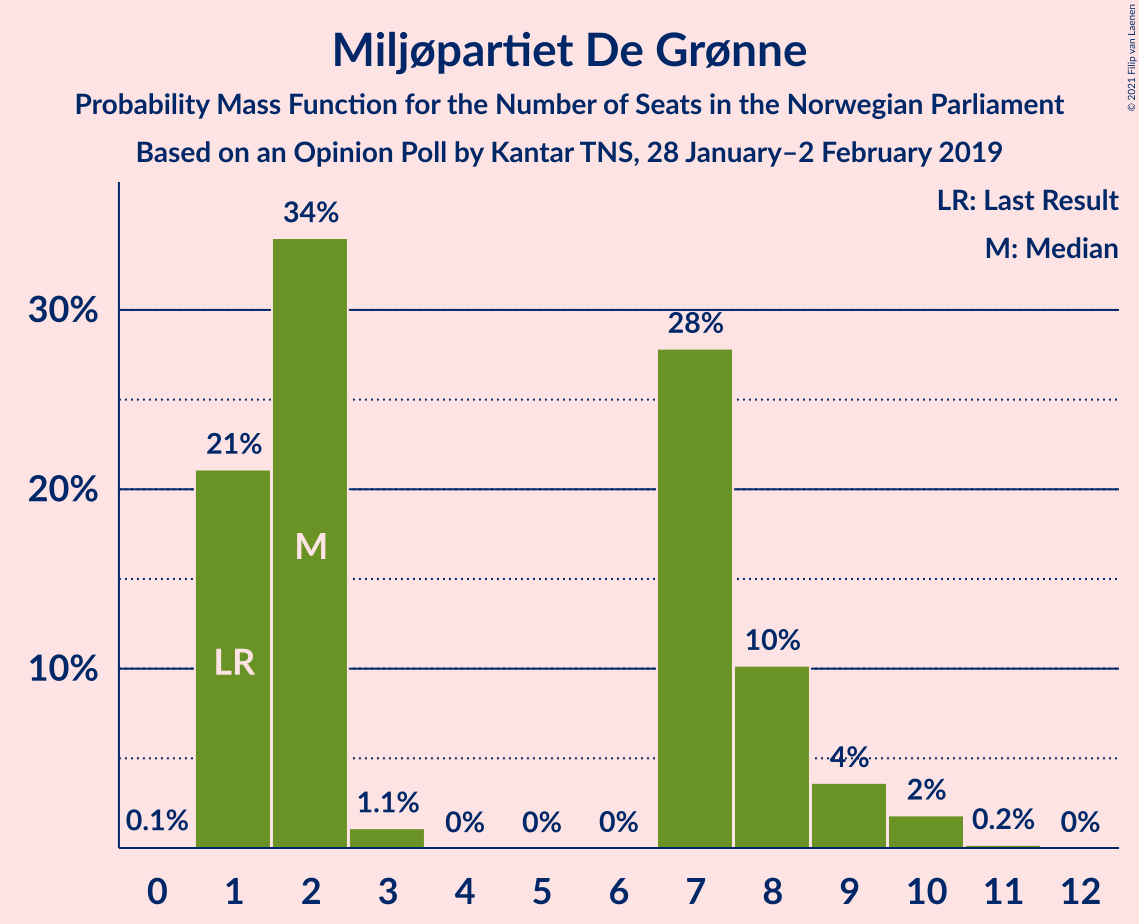 Miljøpartiet De Grønne
Probability Mass Function for the Number of Seats in the Norwegian Parliament
Based on an Opinion Poll by Kantar TNS, 28 January–2 February 2019
© 2021 Filip van Laenen
LR: Last Result
M: Median
34%
30%
28%
21%
20%
M
10%
LR
10%
4%
2%
1.1%
0.1%
0%
0%
0%
0.2%
0%
0 1 2 3 4 5 6 7 8 9 10 11 12